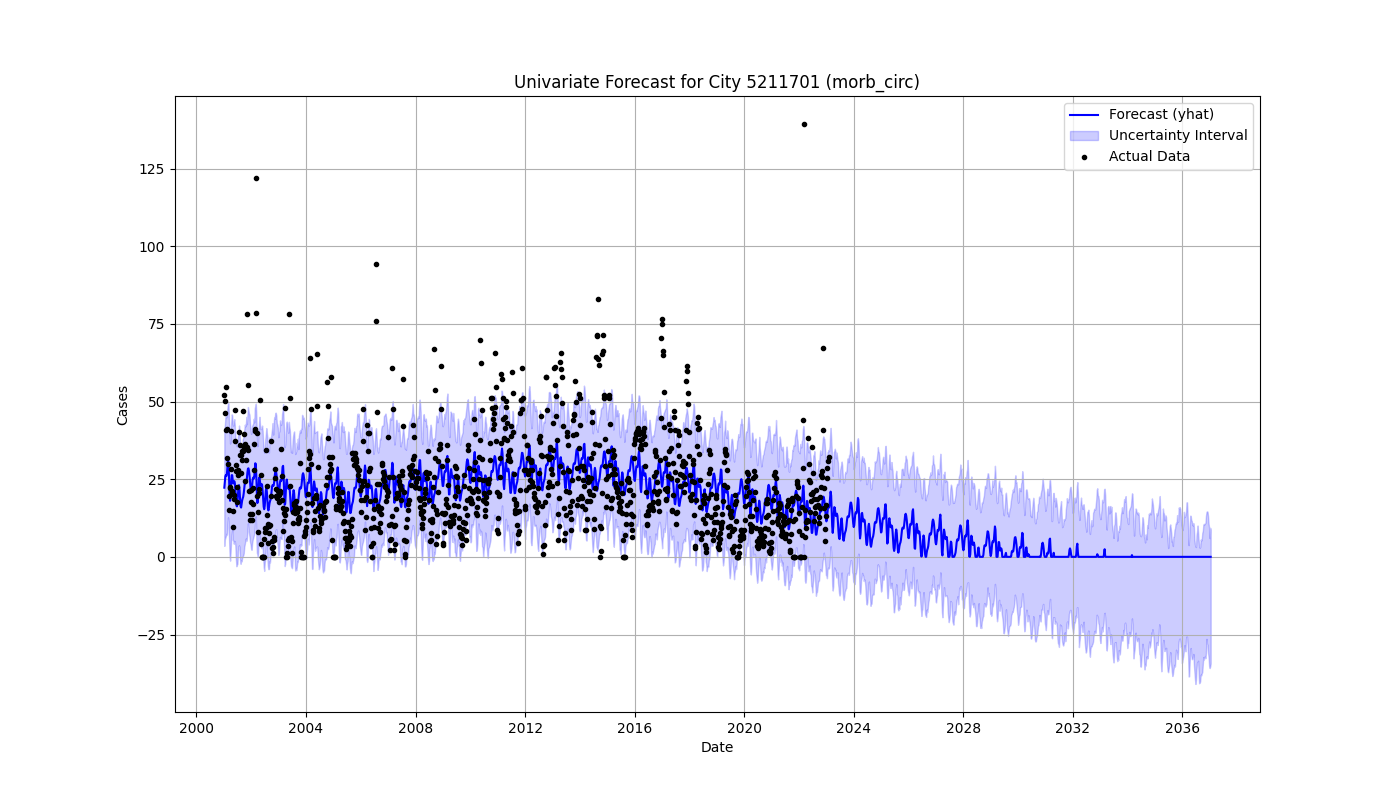 Univariate Forecast for City 5211701 (morb_circ)
Forecast (yhat)
Uncertainty Interval
Actual Data
125
100
75
50
25
0
−25
Cases
2000 2004 2008 2012 2016 2020 2024 2028 2032 2036
Date